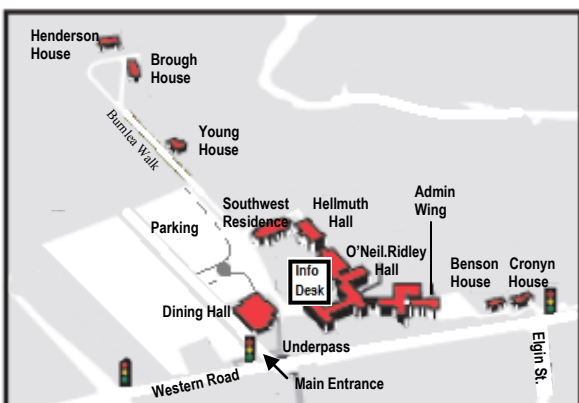 Henderson
House
Brough
House
Burnlea Walk
Young
House
Southwest
Residence
Hellmuth
Hall
Admin
Wing
Parking
O'Neil.Ridley
Hall
Info
Desk
Benson
House
Cronyn
House
Dining Hall
Underpass
Elgin St.
Western Road
Main Entrance